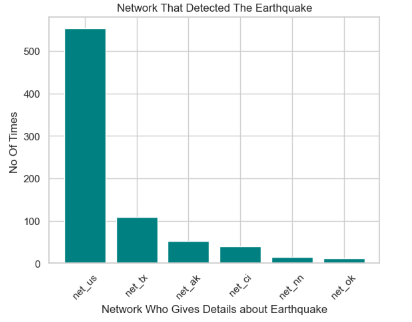 Network That Detected The Earthquake
No Of Times
500
400
300
200
100
0
net_us
net_tx
net_ak
net_ci
net_nn
net_ok
Network Who Gives Details about Earthquake